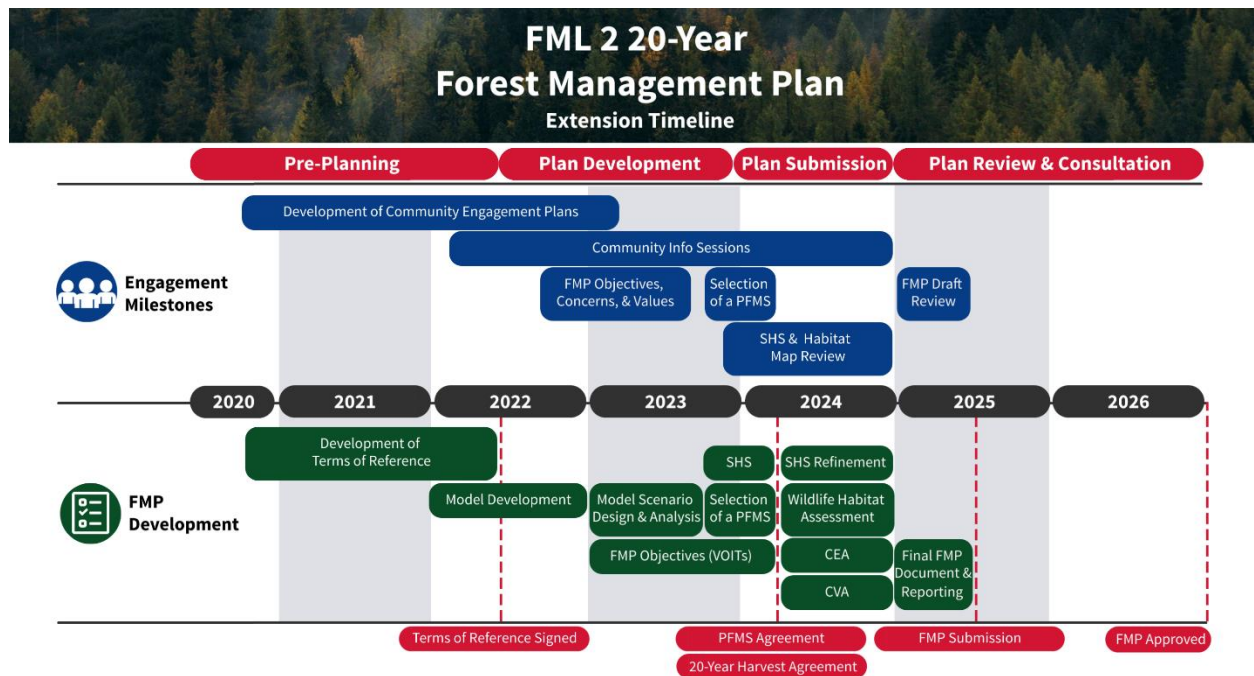 FML 2 20-Year
Forest Management Plan
Extension Timeline
Pre-Planning
Plan Development
Plan Submission
Plan Review & Consultation
Engagement
Milestones
Development of Community Engagement Plans
Community Info Sessions
FMP Objectives,
Concerns, & Values
Selection
of a PFMS
FMP Draft
Review
SHS & Habitat
Map Review
2020
2021
2022
2023
2024
2025
2026
FMP
Development
Development of
Terms of Reference
SHS
SHS Refinement
Model Development
Model Scenario
Design & Analysis
Selection
of a PFMS
Wildlife Habitat
Assessment
FMP Objectives (VOITs)
CEA
Final FMP
Document &
Reporting
CVA
Terms of Reference Signed
PFMS Agreement
FMP Submission
FMP Approved
20-Year Harvest Agreement